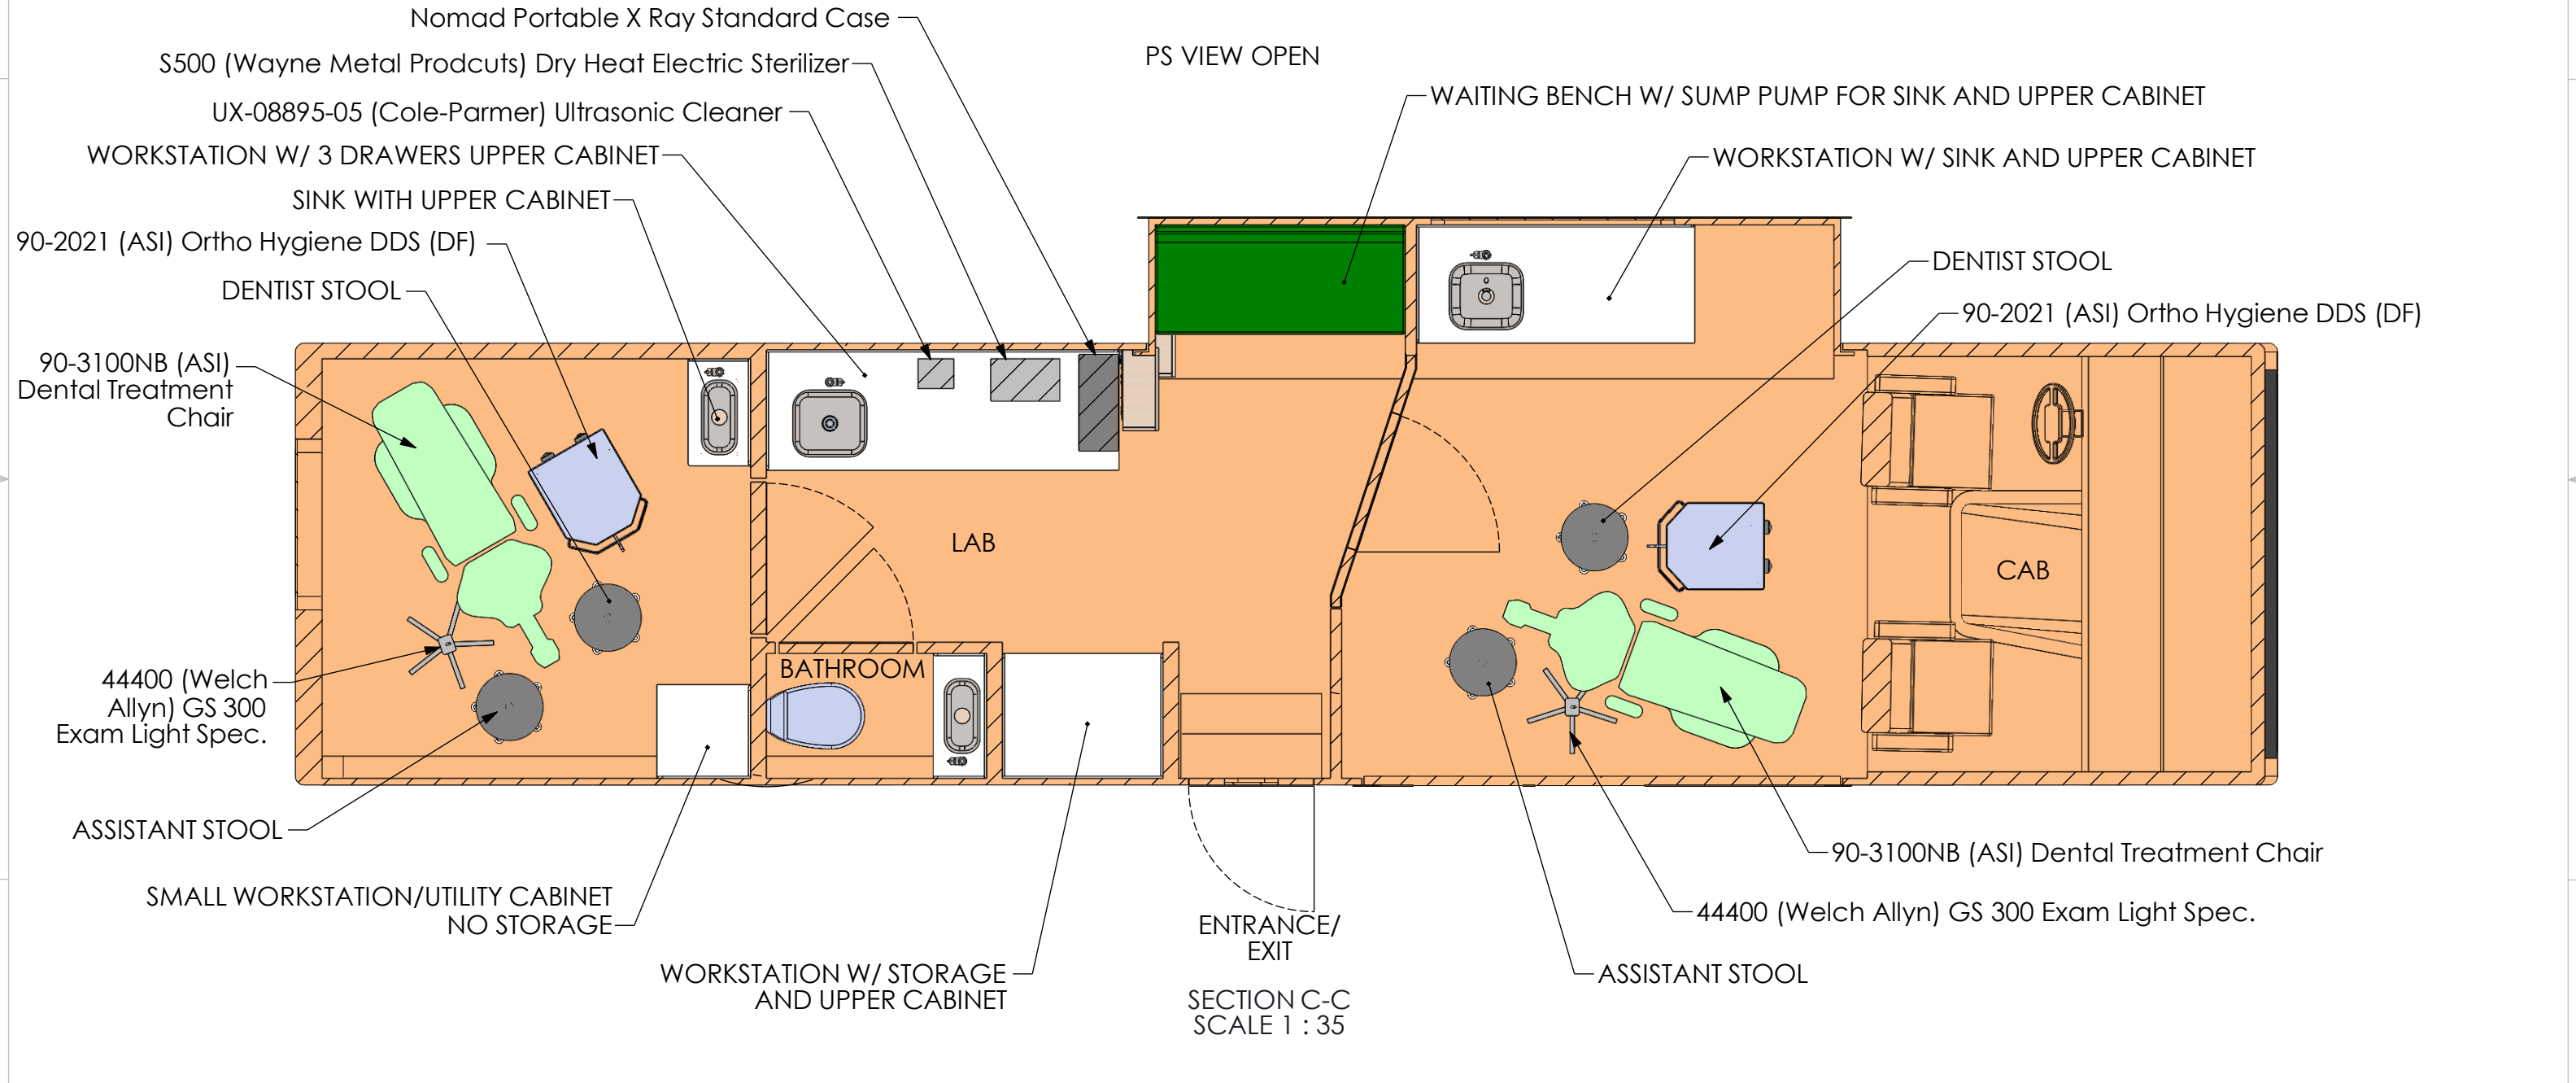 Nomad Portable X Ray Standard Case
PS VIEW OPEN
S500 (Wayne Metal Prodcuts) Dry Heat Electric Sterilizer
WAITING BENCH W/ SUMP PUMP FOR SINK AND UPPER CABINET
UX-08895-05 (Cole-Parmer) Ultrasonic Cleaner
WORKSTATION W/ 3 DRAWERS UPPER CABINET
WORKSTATION W/ SINK AND UPPER CABINET
SINK WITH UPPER CABINET
90-2021 (ASI) Ortho Hygiene DDS (DF)
DENTIST STOOL
DENTIST STOOL
90-2021 (ASI) Ortho Hygiene DDS (DF)
90-3100NB (ASI)
Dental Treatment
Chair
LAB
CAB
BATHROOM
44400 (Welch
Allyn) GS 300
Exam Light Spec.
ASSISTANT STOOL
90-3100NB (ASI) Dental Treatment Chair
SMALL WORKSTATION/UTILITY CABINET
NO STORAGE
44400 (Welch Allyn) GS 300 Exam Light Spec.
ENTRANCE/
EXIT
WORKSTATION W/ STORAGE
AND UPPER CABINET
ASSISTANT STOOL
SECTION C-C
SCALE 1 : 35